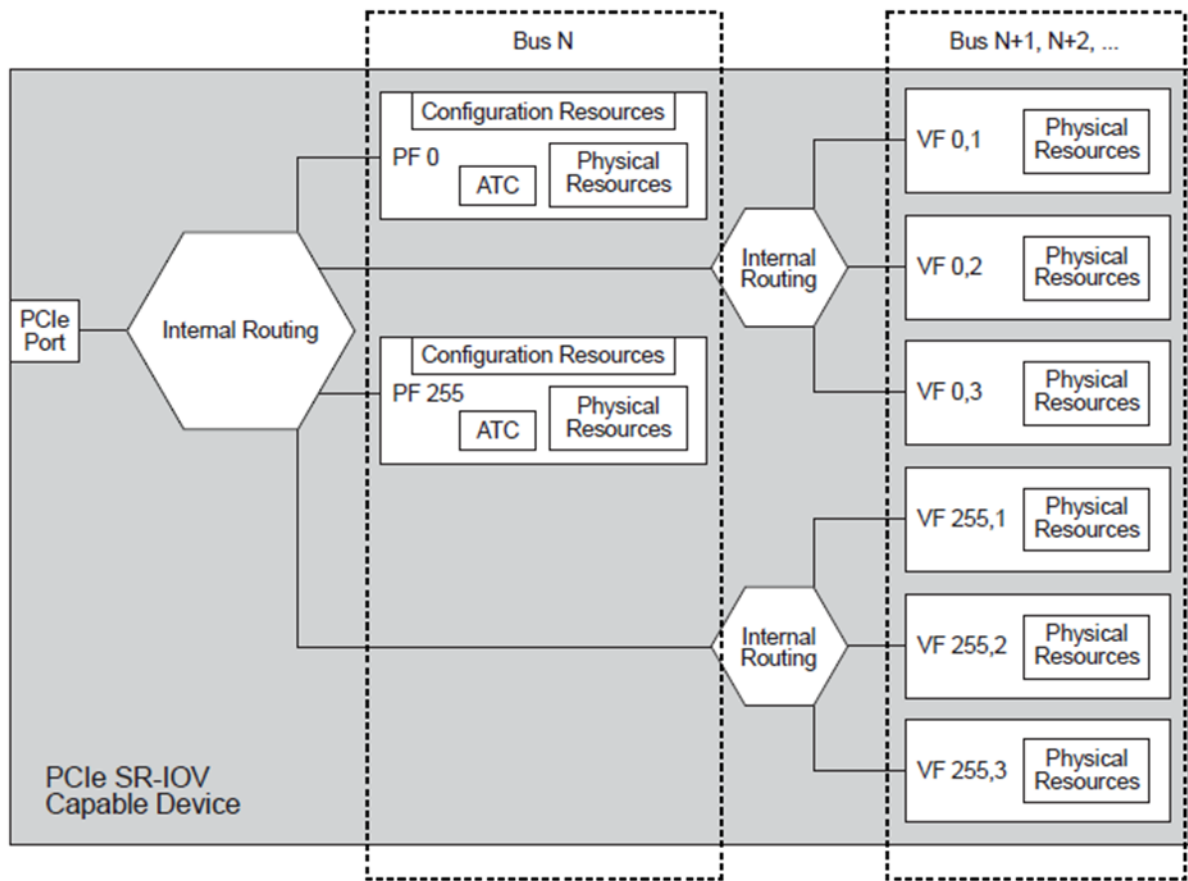 Bus N
Bus N+1, N+2, ...
Configuration Resources
PF 0
ATC
Physical
Resources
VF 0,1
Physical
Resources
Internal
Routing
VF 0,2
Physical
Resources
PCIe
Port
Internal Routing
Configuration Resources
PF 255
ATC
Physical
Resources
VF 0,3
Physical
Resources
VF 255,1
Physical
Resources
Internal
Routing
VF 255,2
Physical
Resources
VF 255,3
Physical
Resources
PCIe SR-IOV
Capable Device